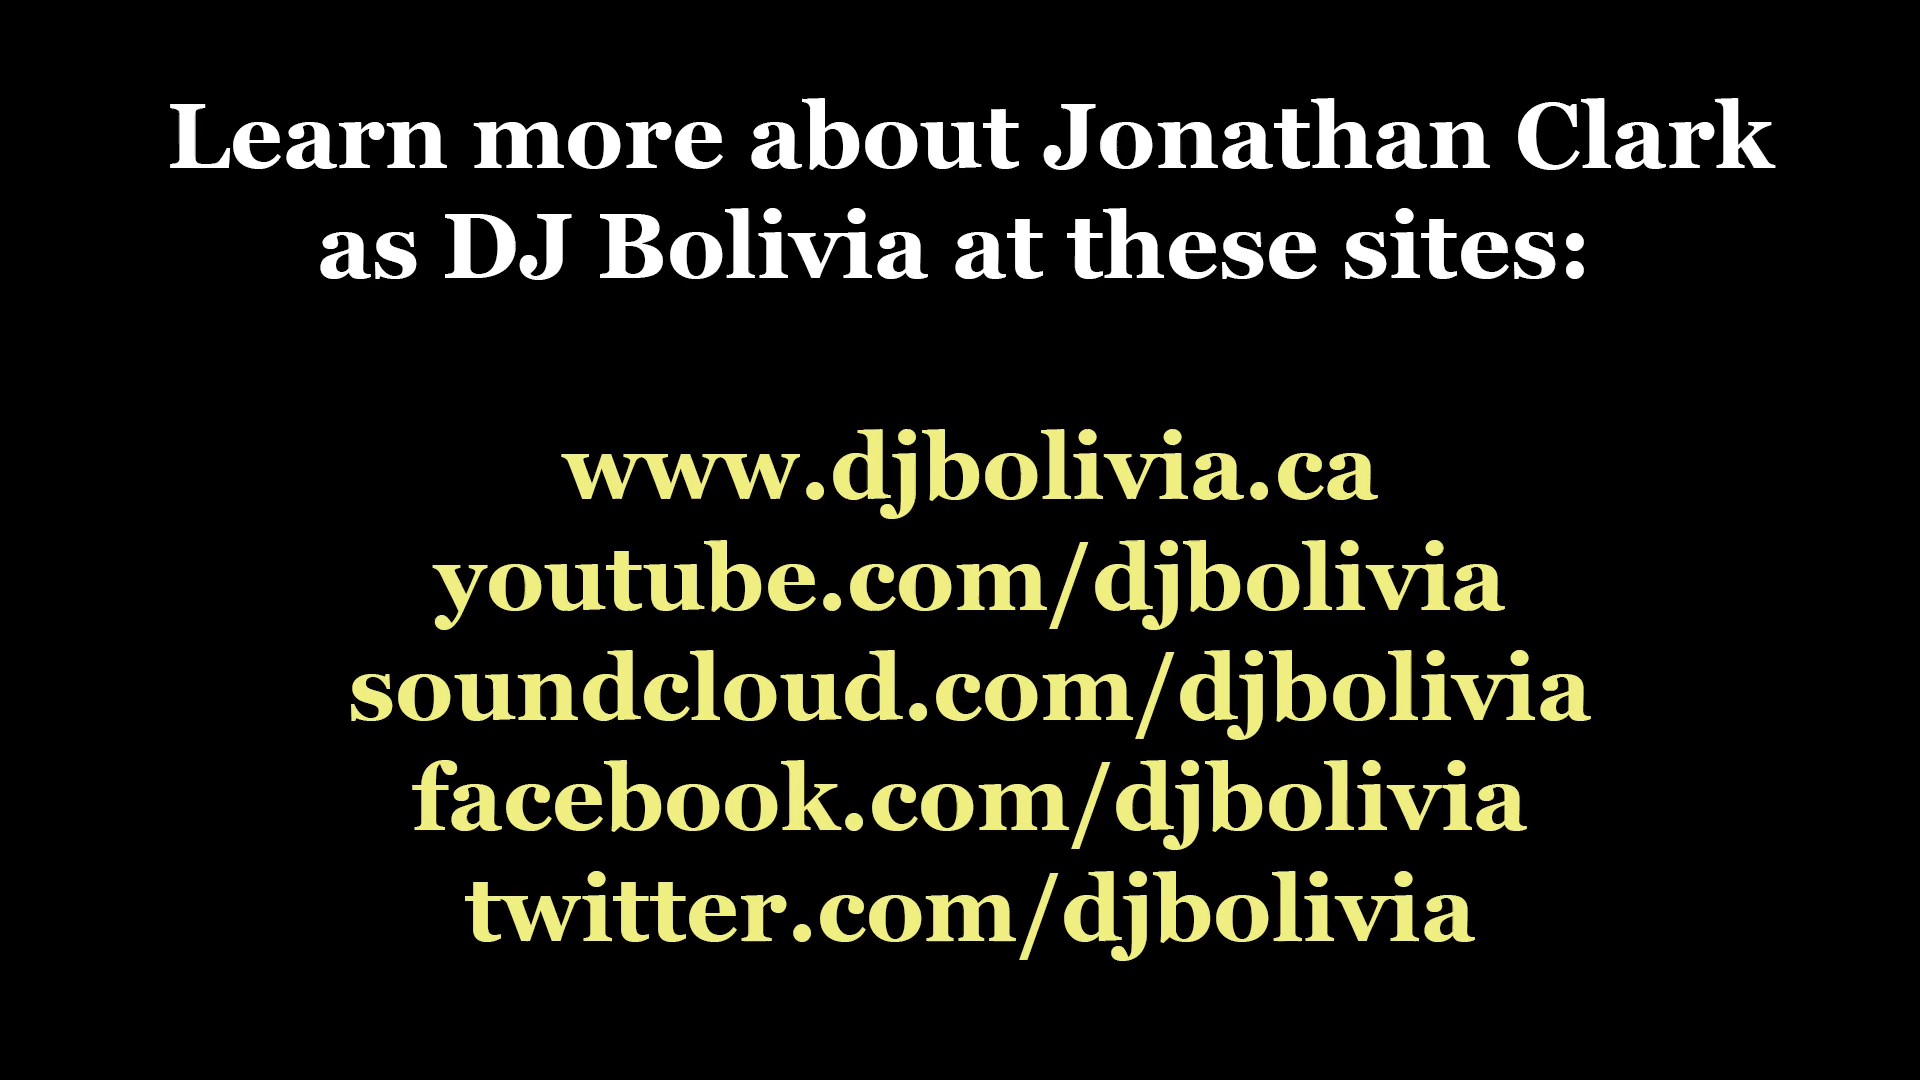 Learn more about Jonathan Clark
as DJ Bolivia at these sites:
www.djbolivia.ca
youtube.com/djbolivia
soundcloud.com/djbolivia
facebook.com/djbolivia
twitter.com/djbolivia